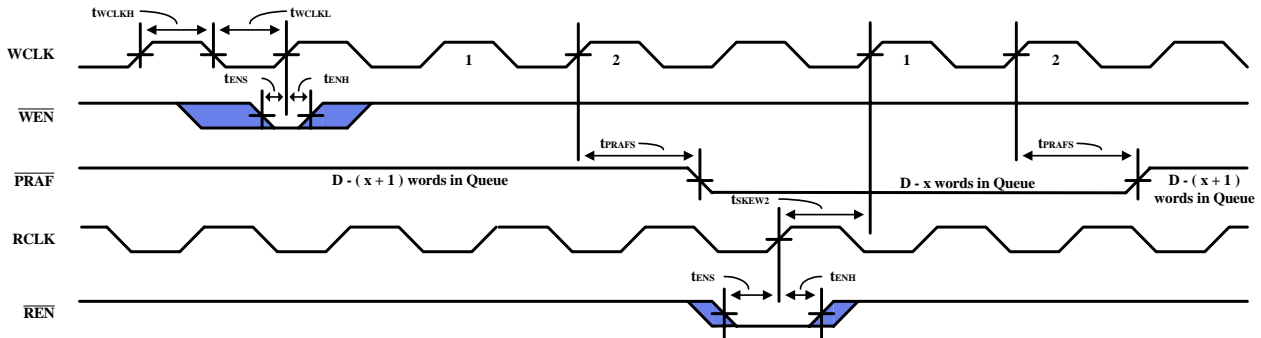 tWCLKH
tWCLKL
WCLK
1
2
1
2
tENS
tENH
WEN
tPRAFS
tPRAFS
PRAF
D - ( x + 1 ) words in Queue
D - x words in Queue
D - ( x + 1 )
words in Queue
tSKEW2
RCLK
tENS
tENH
REN